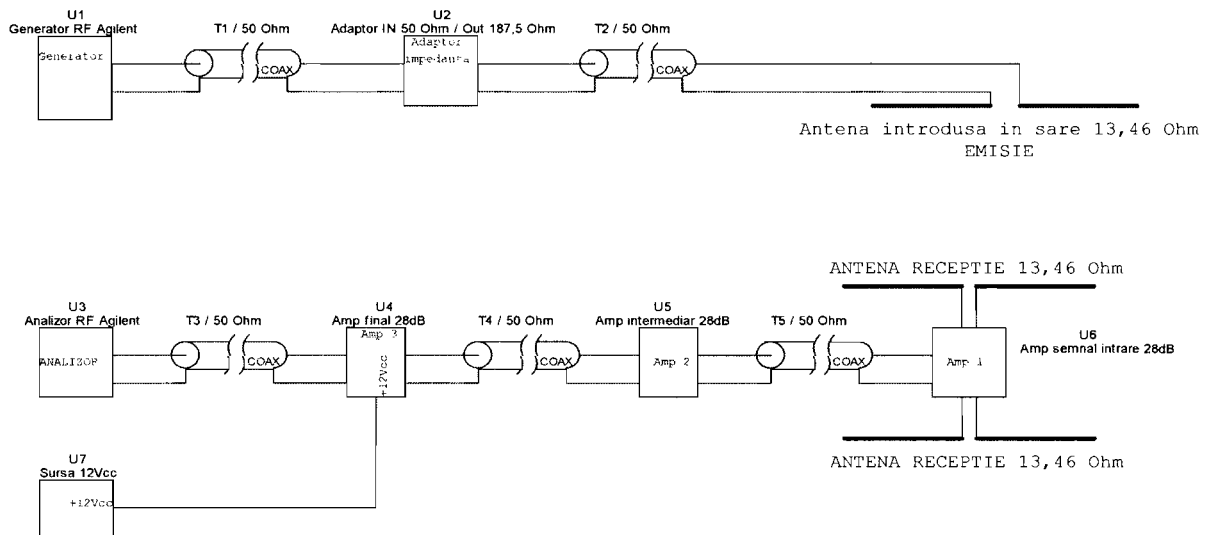 U1
Generator RF Agilent
T1 / 50 Ohm
U2
Adaptor IN 50 Ohm / Out 187,5 Ohm
T2 / 50 Ohm
Generator
COAX
Adaptor
impedanta
COAX
Antena introdusa in sare 13,46 Ohm
EMISIE
ANTENA RECEPTIE 13,46 Ohm
U3
Analizor RF Agilent
T3 / 50 Ohm
U4
Amp final 28dB
T4 / 50 Ohm
U5
Amp intermediar 28dB
T5 / 50 Ohm
U6
Amp semnal intrare 28dB
ANALIZOR
COAX
Amp 3
+12Vcc
COAX
Amp 2
COAX
Amp 1
ANTENA RECEPTIE 13,46 Ohm
U7
Sursa 12Vcc
+12Vcc